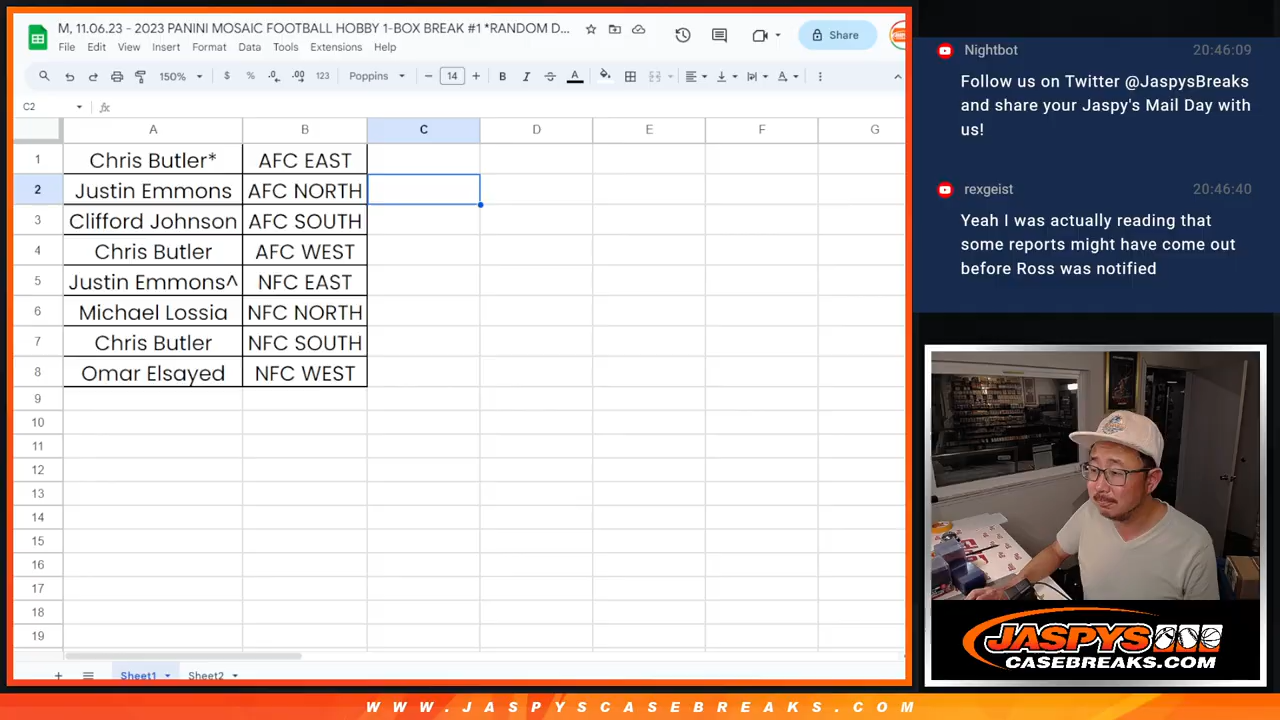 M, 11.06.23 - 2023 PANINI MOSAIC FOOTBALL HOBBY 1-BOX BREAK #1 *RANDOM D...
File Edit View Insert Format Data Tools Extensions Help
Share
150% $ % .0 .00 123 Poppins - 14 + B I S A
C2 fx
A B C D E F G
1 Chris Butler* AFC EAST
2 Justin Emmons AFC NORTH
3 Clifford Johnson AFC SOUTH
4 Chris Butler AFC WEST
5 Justin Emmons^ NFC EAST
6 Michael Lossia NFC NORTH
7 Chris Butler NFC SOUTH
8 Omar Elsayed NFC WEST
9
10
11
12
13
14
15
16
17
18
19
+ Sheet1 Sheet2
Nightbot 20:46:09
Follow us on Twitter @JaspysBreaks
and share your Jaspy's Mail Day with
us!
rexgeist 20:46:40
Yeah I was actually reading that
some reports might have come out
before Ross was notified
JASPYS
CASEBREAKS.COM
WWW.JASPYSCASEBREAKS.COM